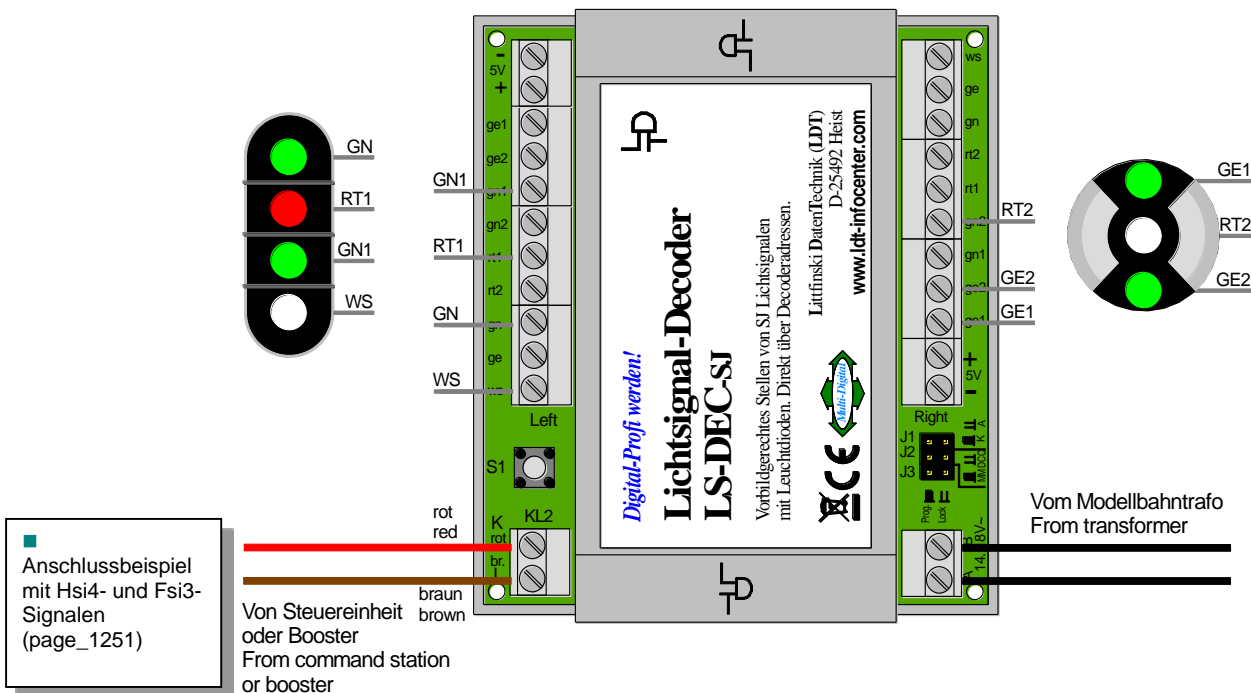 GN
RT1
GN1
WS
GN1
RT1
GN
WS
-
5V
+
ge1
ge2
gn1
gn2
rt1
rt2
gn
ge
ws
Left
S1
K
rot
br.
KL2
Digital-Profi werden!
Lichtsignal-Decoder
LS-DEC-SJ
Vorbildgerechtes Stellen von SJ Lichtsignalen
mit Leuchtdioden. Direkt über Decoderadressen.
Littfinski DatenTechnik (LDT)
D-25492 Heist
www.ldt-infocenter.com
Multi-Digital
CE
ws
ge
gn
rt2
rt1
gn2
gn1
ge2
ge1
+
5V
-
Right
J1
J2
J3
K A
MM DCC
Prog.
Lock
B
A
RT2
GE2
GE1
GE1
RT2
GE2
rot
red
braun
brown
Von Steuereinheit
oder Booster
From command station
or booster
Vom Modellbahntrafo
From transformer
Anschlussbeispiel
mit Hsi4- und Fsi3-
Signalen
(page_1251)